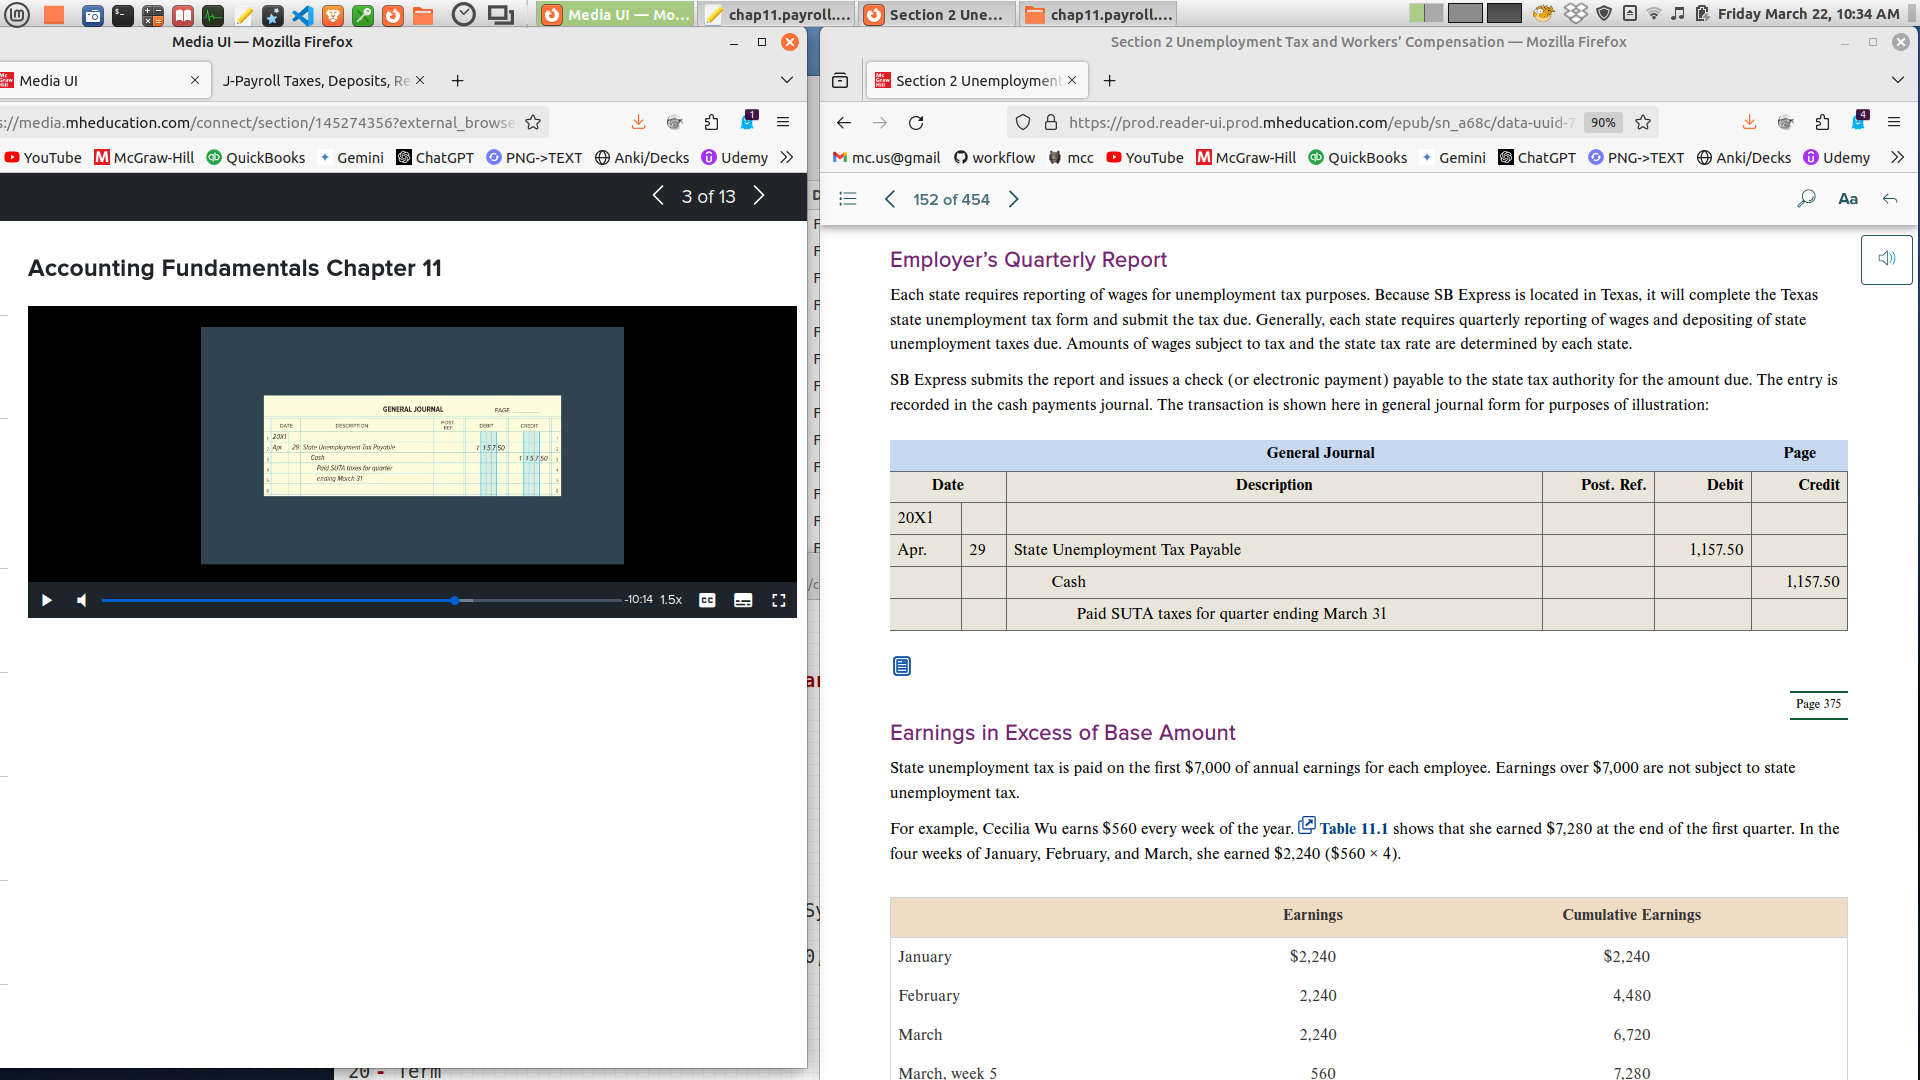 Media UI — Mo...
chap11.payroll....
Section 2 Une...
chap11.payroll....
Friday March 22, 10:34 AM
Media UI — Mozilla Firefox
Media UI
J-Payroll Taxes, Deposits, Re
://media.mheducation.com/connect/section/145274356?external_browse
1
YouTube
McGraw-Hill
QuickBooks
Gemini
ChatGPT
PNG->TEXT
Anki/Decks
Udemy
3 of 13
Accounting Fundamentals Chapter 11
GENERAL JOURNAL PAGE
DATE DESCRIPTION POST. REF. DEBIT CREDIT
20X1
Apr. 29 State Unemployment Tax Payable 1 157 50
Cash 1 157 50
Paid SUTA taxes for quarter
ending March 31
-10:14 1.5x CC
20 - Term
Section 2 Unemployment Tax and Workers' Compensation — Mozilla Firefox
Section 2 Unemployment
https://prod.reader-ui.prod.mheducation.com/epub/sn_a68c/data-uuid-7
90%
4
mc.us@gmail
workflow
mcc
YouTube
McGraw-Hill
QuickBooks
Gemini
ChatGPT
PNG->TEXT
Anki/Decks
Udemy
152 of 454
Aa
Employer's Quarterly Report
Each state requires reporting of wages for unemployment tax purposes. Because SB Express is located in Texas, it will complete the Texas
state unemployment tax form and submit the tax due. Generally, each state requires quarterly reporting of wages and depositing of state
unemployment taxes due. Amounts of wages subject to tax and the state tax rate are determined by each state.
SB Express submits the report and issues a check (or electronic payment) payable to the state tax authority for the amount due. The entry is
recorded in the cash payments journal. The transaction is shown here in general journal form for purposes of illustration:
General Journal Page
Date Description Post. Ref. Debit Credit
20X1
Apr. 29 State Unemployment Tax Payable 1,157.50
Cash 1,157.50
Paid SUTA taxes for quarter ending March 31
Page 375
Earnings in Excess of Base Amount
State unemployment tax is paid on the first $7,000 of annual earnings for each employee. Earnings over $7,000 are not subject to state
unemployment tax.
For example, Cecilia Wu earns $560 every week of the year. Table 11.1 shows that she earned $7,280 at the end of the first quarter. In the
four weeks of January, February, and March, she earned $2,240 ($560 × 4).
Earnings Cumulative Earnings
January $2,240 $2,240
February 2,240 4,480
March 2,240 6,720
March, week 5 560 7,280